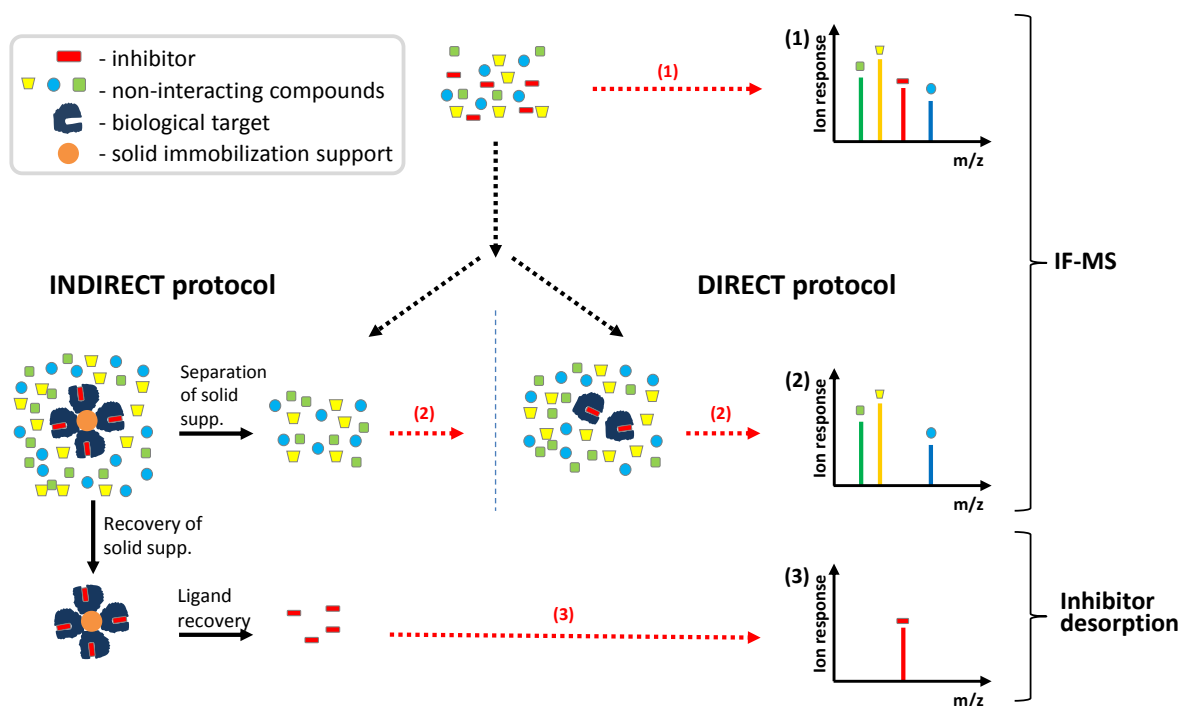 - inhibitor
- non-interacting compounds
- biological target
- solid immobilization support
(1)
(1)
Ion response
m/z
IF-MS
INDIRECT protocol
DIRECT protocol
Separation
of solid
supp.
(2)
(2)
(2)
Ion response
m/z
Recovery of
solid supp.
Ligand
recovery
(3)
(3)
Ion response
m/z
Inhibitor
desorption